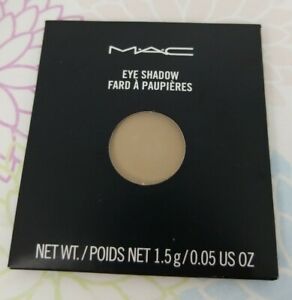 MAC
EYE SHADOW
FARD À PAUPIÈRES
NET WT./POIDS NET 1.5 g/0.05 US OZ